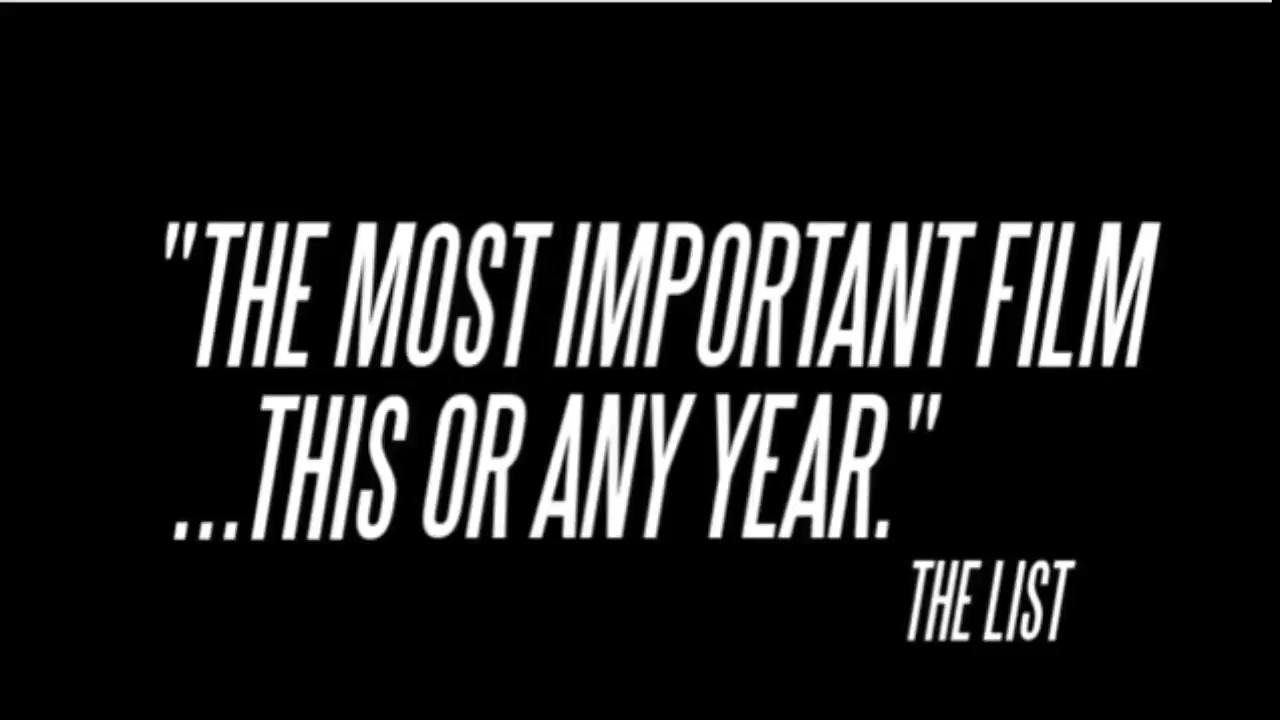 "THE MOST IMPORTANT FILM
...THIS OR ANY YEAR."
THE LIST